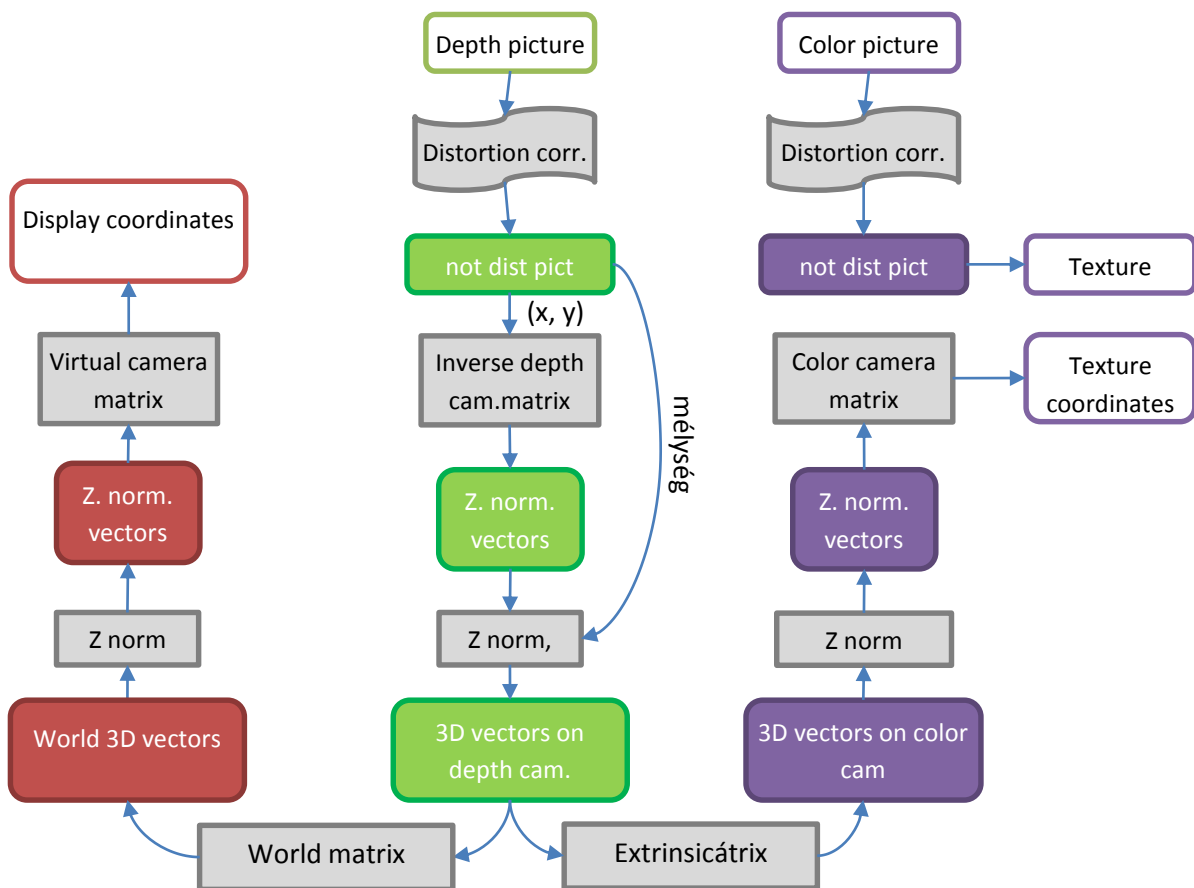 Depth picture
Color picture
Distortion corr.
Distortion corr.
Display coordinates
not dist pict
not dist pict
Texture
(x, y)
Virtual camera
matrix
Inverse depth
cam.matrix
mélység
Color camera
matrix
Texture
coordinates
Z. norm.
vectors
Z. norm.
vectors
Z. norm.
vectors
Z norm
Z norm,
Z norm
World 3D vectors
3D vectors on
depth cam.
3D vectors on color
cam
World matrix
Extrinsicátrix